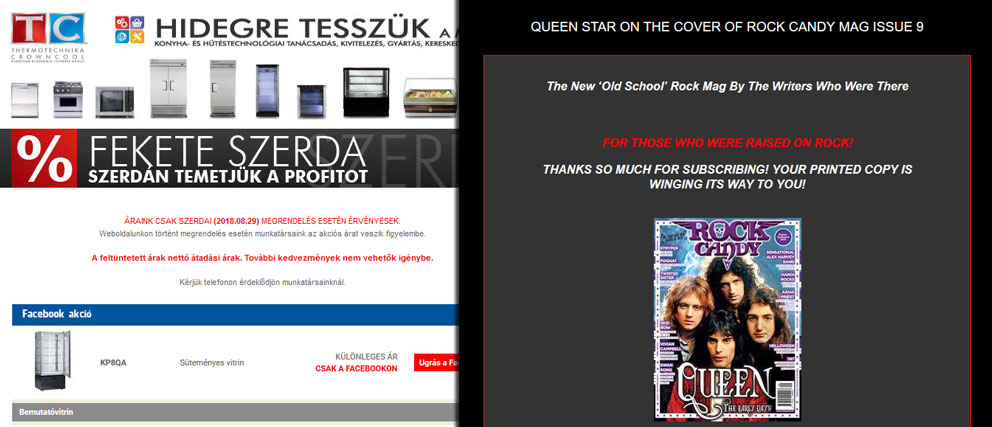 TC
THERMOTECHNIKA
CROWN COOL
HIDEGRE TESSZÜK A
KONYHA- ÉS HŰTÉSTECHNOLÓGIAI TANÁCSADÁS, KIVITELEZÉS, GYÁRTÁS, KERESKED
% FEKETE SZERDA
SZERDÁN TEMETJÜK A PROFITOT
ÁRAINK CSAK SZERDAI (2018.08.29) MEGRENDELÉS ESETÉN ÉRVÉNYESEK.
Weboldalunkon történt megrendelés esetén munkatársaink az akciós árat veszik figyelembe.
A feltüntetett árak nettó átadási árak. További kedvezmények nem vehetők igénybe.
Kérjük telefonon érdeklődjön munkatársainknál.
Facebook akció
KP8QA
Süteményes vitrin
KÜLÖNLEGES ÁR
CSAK A FACEBOOKON
Ugrás a Fa
Bemutatóvitrin
QUEEN STAR ON THE COVER OF ROCK CANDY MAG ISSUE 9
The New ‘Old School’ Rock Mag By The Writers Who Were There
FOR THOSE WHO WERE RAISED ON ROCK!
THANKS SO MUCH FOR SUBSCRIBING! YOUR PRINTED COPY IS
WINGING ITS WAY TO YOU!
ROCK
CANDY
STRYPER
FOGHAT
TWISTED
SISTER
MOD
ROW
VIVIAN
CAMPBELL
SENSATIONAL
ALEX HARVEY
BAND
HANOI
ROCKS
JUDAS
PRIEST
TNT
QUEEN
THE EARLY DAYS